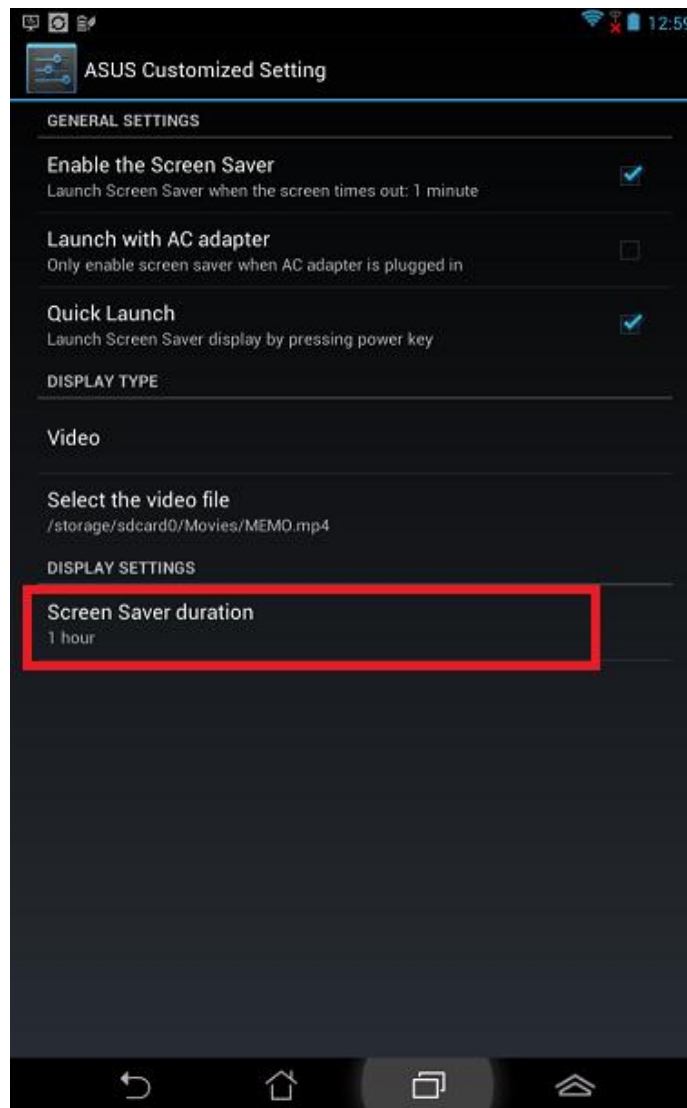 12:59
ASUS Customized Setting
GENERAL SETTINGS
Enable the Screen Saver
Launch Screen Saver when the screen times out: 1 minute
Launch with AC adapter
Only enable screen saver when AC adapter is plugged in
Quick Launch
Launch Screen Saver display by pressing power key
DISPLAY TYPE
Video
Select the video file
/storage/sdcard0/Movies/MEMO.mp4
DISPLAY SETTINGS
Screen Saver duration
1 hour